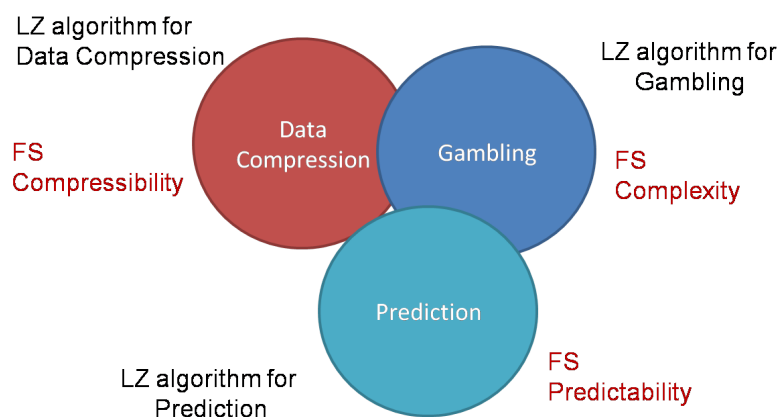 LZ algorithm for
Data Compression
LZ algorithm for
Gambling
Data
Compression
Gambling
FS
Compressibility
FS
Complexity
Prediction
LZ algorithm for
Prediction
FS
Predictability